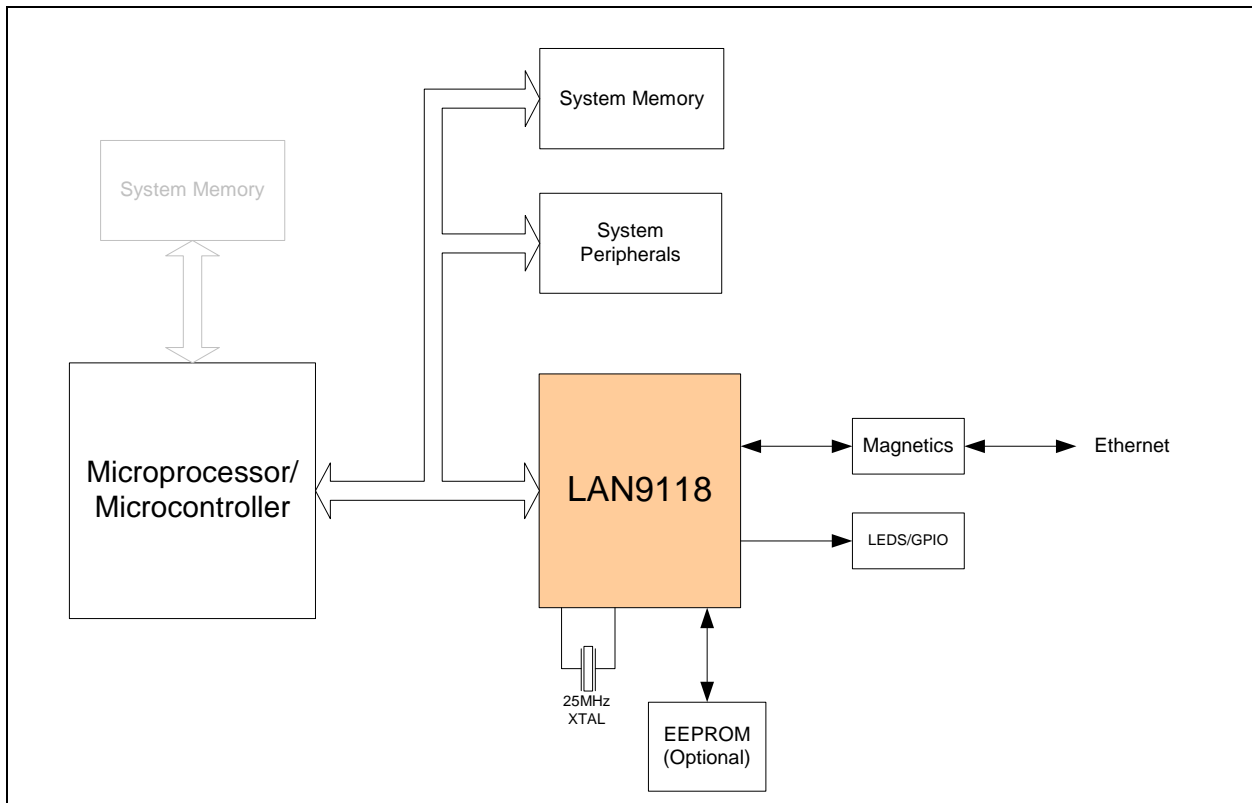 System Memory
System Memory
System
Peripherals
Microprocessor/
Microcontroller
LAN9118
Magnetics
Ethernet
LEDS/GPIO
25MHz
XTAL
EEPROM
(Optional)